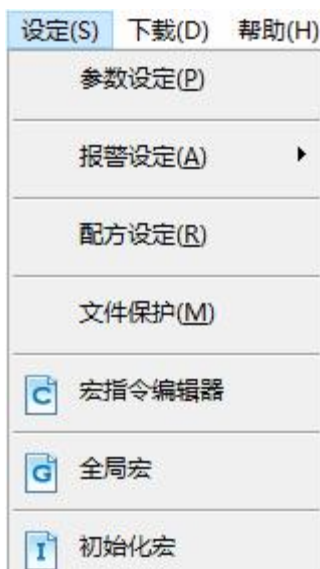 设定(S) 下载(D) 帮助(H)
参数设定(P)
报警设定(A)
配方设定(R)
文件保护(M)
C 宏指令编辑器
G 全局宏
I 初始化宏